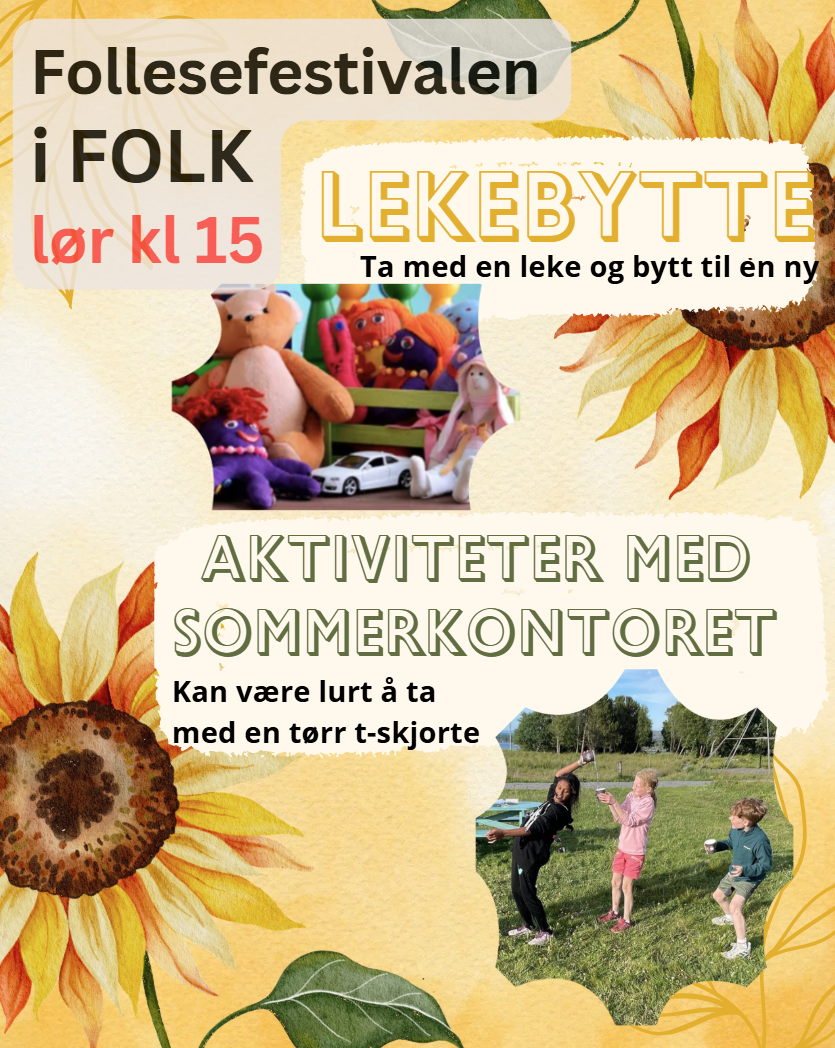 Follesefestivalen
i FOLK
lør kl 15
LEKEBYTTE
Ta med en leke og bytt til en ny
AKTIVITETER MED
SOMMERKONTORET
Kan være lurt å ta
med en tørr t-skjorte